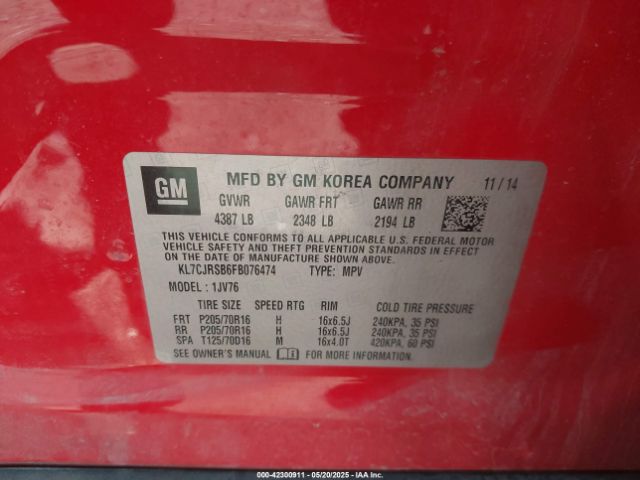 GM MFD BY GM KOREA COMPANY 11/14
GVWR GAWR FRT GAWR RR
4387 LB 2348 LB 2194 LB
THIS VEHICLE CONFORMS TO ALL APPLICABLE U.S. FEDERAL MOTOR
VEHICLE SAFETY, BUMPER, AND THEFT PREVENTION STANDARDS IN EFFECT
ON THE DATE OF MANUFACTURE SHOWN ABOVE.
KL7CJRSB6FB076474 TYPE: MPV
MODEL: 1JV76
TIRE SIZE SPEED RTG RIM COLD TIRE PRESSURE
FRT P205/70R16 H 16x6.5J 240KPA, 35 PSI
RR P205/70R16 H 16x6.5J 240KPA, 35 PSI
SPA T125/70D16 M 16x4.0T 420KPA, 60 PSI
SEE OWNER'S MANUAL FOR MORE INFORMATION.
000-42300911 - 05/20/2025 - IAA Inc.